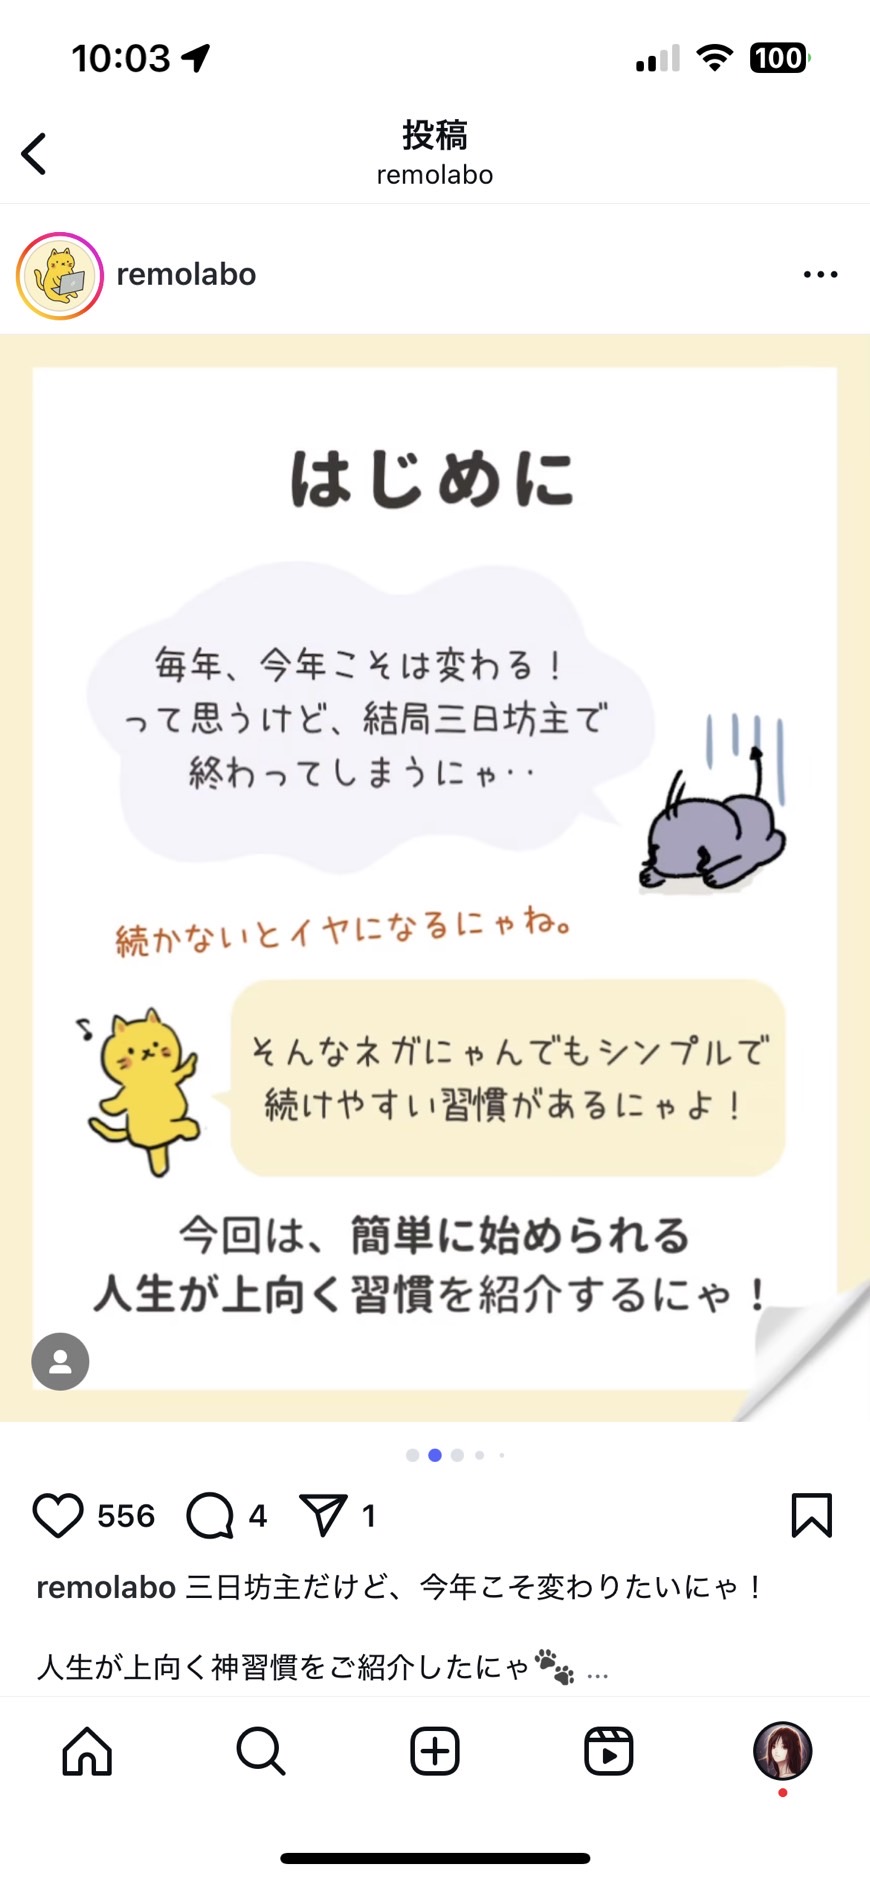 10:03
100
投稿
remolabo
remolabo
はじめに
毎年、今年こそは変わる！
って思うけど、結局三日坊主で
終わってしまうにゃ‥
続かないとイヤになるにゃね。
そんなネガにゃんでもシンプルで
続けやすい習慣があるにゃよ！
今回は、簡単に始められる
人生が上向く習慣を紹介するにゃ！
556 4 1
remolabo 三日坊主だけど、今年こそ変わりたいにゃ！
人生が上向く神習慣をご紹介したにゃ🐾 ...